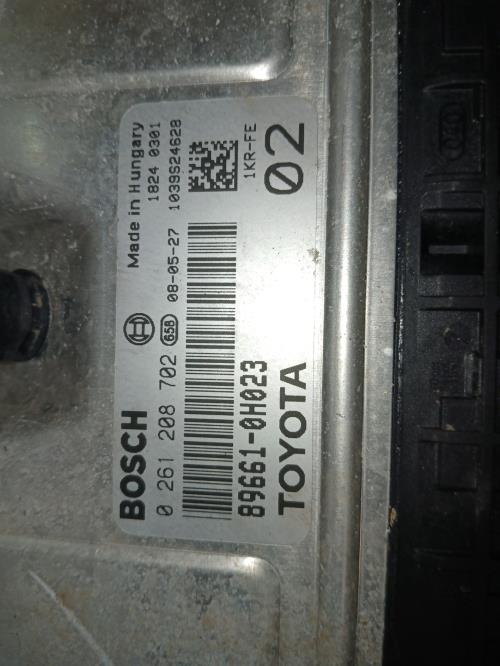 BOSCH
0 261 208 702 658 08-05-27
Made in Hungary
1824 0301
1039S24628
89661-0H023
1KR-FE
TOYOTA
02